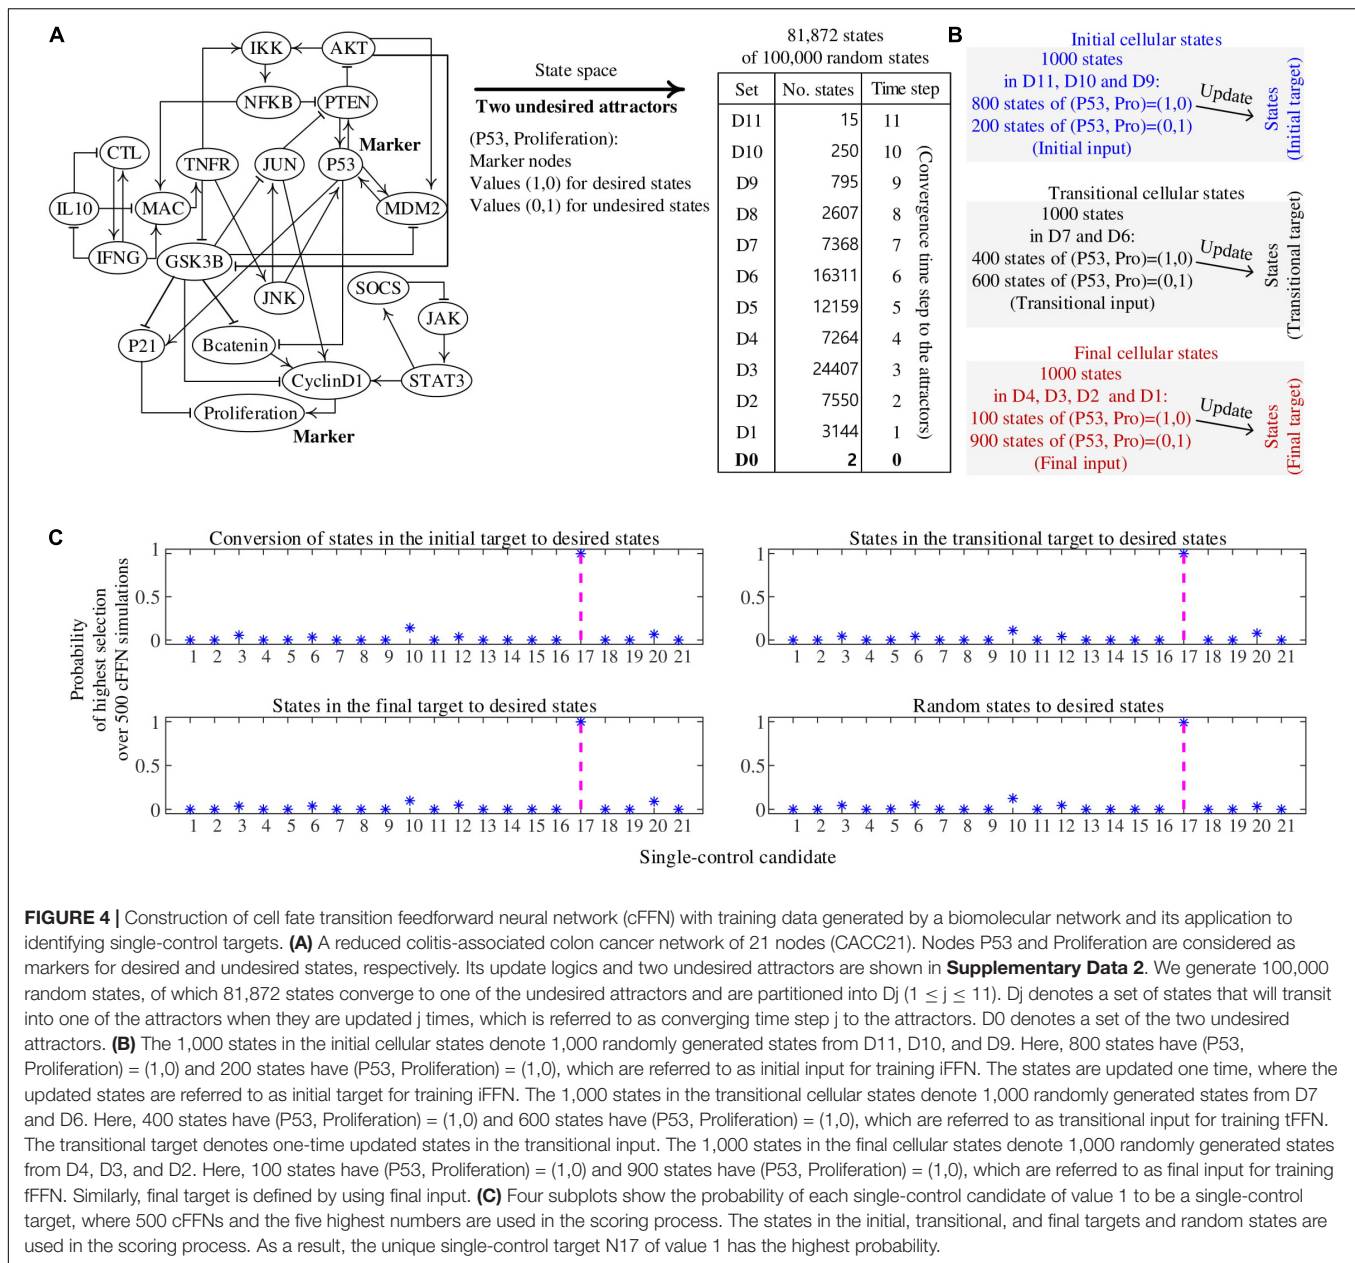 A
IKK
AKT
NFKB
PTEN
Marker
CTL
TNFR
JUN
P53
IL10
MAC
MDM2
IFNG
GSK3B
JNK
SOCS
JAK
P21
Bcatenin
CyclinD1
STAT3
Proliferation
Marker
State space
Two undesired attractors
(P53, Proliferation):
Marker nodes
Values (1,0) for desired states
Values (0,1) for undesired states
81,872 states
of 100,000 random states
Set No. states Time step
D11 15 11
D10 250 10
D9 795 9
D8 2607 8
D7 7368 7
D6 16311 6
D5 12159 5
D4 7264 4
D3 24407 3
D2 7550 2
D1 3144 1
D0 2 0
(Convergence time step to the attractors)
B
Initial cellular states
1000 states
in D11, D10 and D9:
800 states of (P53, Pro)=(1,0)
200 states of (P53, Pro)=(0,1)
(Initial input)
Update
States
(Initial target)
Transitional cellular states
1000 states
in D7 and D6:
400 states of (P53, Pro)=(1,0)
600 states of (P53, Pro)=(0,1)
(Transitional input)
Update
States
(Transitional target)
Final cellular states
1000 states
in D4, D3, D2 and D1:
100 states of (P53, Pro)=(1,0)
900 states of (P53, Pro)=(0,1)
(Final input)
Update
States
(Final target)
C
Probability
of highest selection
over 500 cFFN simulations
Conversion of states in the initial target to desired states
1
0.5
0
1 2 3 4 5 6 7 8 9 10 11 12 13 14 15 16 17 18 19 20 21
States in the transitional target to desired states
1
0.5
0
1 2 3 4 5 6 7 8 9 10 11 12 13 14 15 16 17 18 19 20 21
States in the final target to desired states
1
0.5
0
1 2 3 4 5 6 7 8 9 10 11 12 13 14 15 16 17 18 19 20 21
Random states to desired states
1
0.5
0
1 2 3 4 5 6 7 8 9 10 11 12 13 14 15 16 17 18 19 20 21
Single-control candidate
FIGURE 4 | Construction of cell fate transition feedforward neural network (cFFN) with training data generated by a biomolecular network and its application to
identifying single-control targets. (A) A reduced colitis-associated colon cancer network of 21 nodes (CACC21). Nodes P53 and Proliferation are considered as
markers for desired and undesired states, respectively. Its update logics and two undesired attractors are shown in Supplementary Data 2. We generate 100,000
random states, of which 81,872 states converge to one of the undesired attractors and are partitioned into Dj (1 ≤ j ≤ 11). Dj denotes a set of states that will transit
into one of the attractors when they are updated j times, which is referred to as converging time step j to the attractors. D0 denotes a set of the two undesired
attractors. (B) The 1,000 states in the initial cellular states denote 1,000 randomly generated states from D11, D10, and D9. Here, 800 states have (P53,
Proliferation) = (1,0) and 200 states have (P53, Proliferation) = (1,0), which are referred to as initial input for training iFFN. The states are updated one time, where the
updated states are referred to as initial target for training iFFN. The 1,000 states in the transitional cellular states denote 1,000 randomly generated states from D7
and D6. Here, 400 states have (P53, Proliferation) = (1,0) and 600 states have (P53, Proliferation) = (1,0), which are referred to as transitional input for training tFFN.
The transitional target denotes one-time updated states in the transitional input. The 1,000 states in the final cellular states denote 1,000 randomly generated states
from D4, D3, and D2. Here, 100 states have (P53, Proliferation) = (1,0) and 900 states have (P53, Proliferation) = (1,0), which are referred to as final input for training
fFFN. Similarly, final target is defined by using final input. (C) Four subplots show the probability of each single-control candidate of value 1 to be a single-control
target, where 500 cFFNs and the five highest numbers are used in the scoring process. The states in the initial, transitional, and final targets and random states are
used in the scoring process. As a result, the unique single-control target N17 of value 1 has the highest probability.